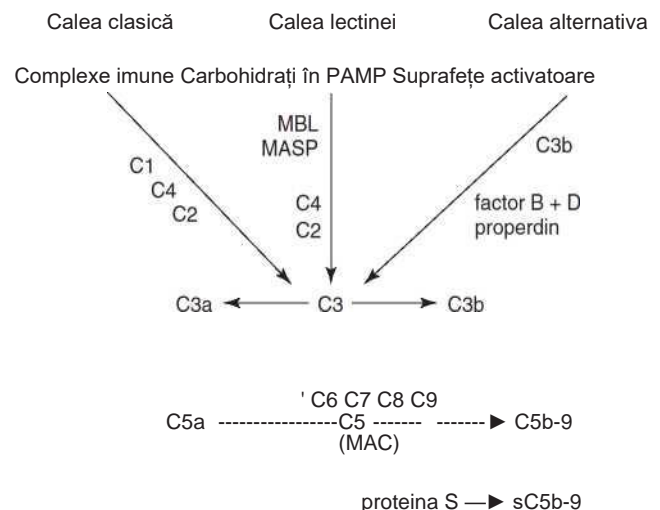 Calea clasică Calea lectinei Calea alternativa
Complexe imune Carbohidrați în PAMP Suprafețe activatoare
MBL
MASP
C3b
C1
C4
C2
C4
C2
factor B + D
properdin
C3a C3 C3b
' C6 C7 C8 C9
C5a -----------------C5 ------- ------- ► C5b-9
(MAC)
proteina S —► sC5b-9